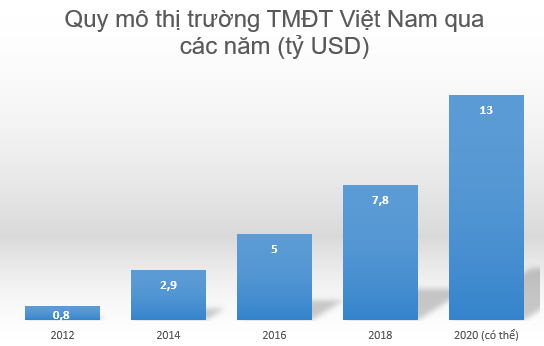 Quy mô thị trường TMĐT Việt Nam qua
các năm (tỷ USD)
13
7,8
5
2,9
0,8
2012 2014 2016 2018 2020 (có thể)